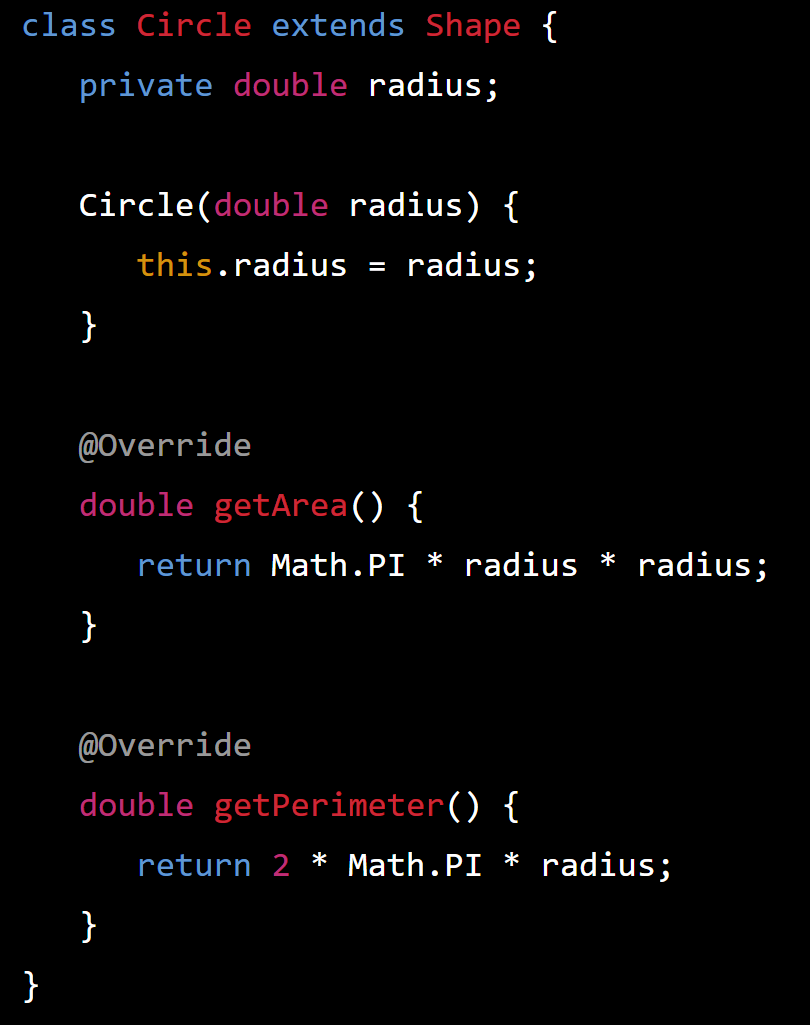 class Circle extends Shape {
   private double radius;

   Circle(double radius) {
      this.radius = radius;
   }

   @Override
   double getArea() {
      return Math.PI * radius * radius;
   }

   @Override
   double getPerimeter() {
      return 2 * Math.PI * radius;
   }
}